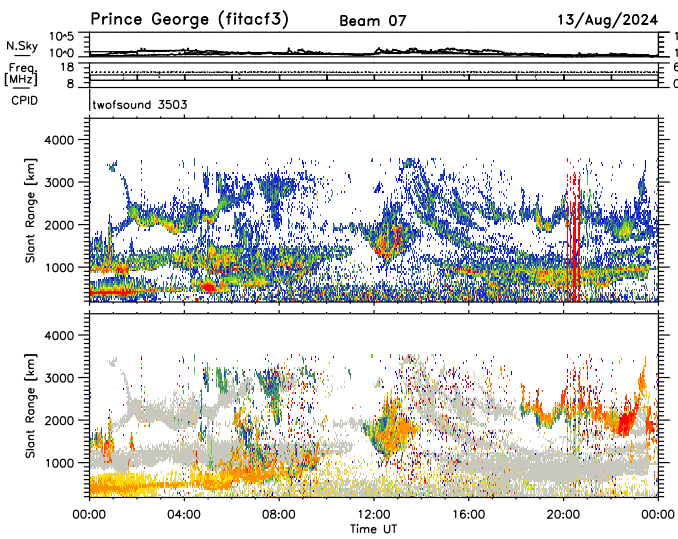 Prince George (fitacf3) Beam 07 13/Aug/2024
N.Sky 10^5 10^0
Freq. [MHz] 18 8 6
CPID twofsound 3503
Slant Range [km] 4000 3000 2000 1000
Slant Range [km] 4000 3000 2000 1000
00:00 04:00 08:00 12:00 16:00 20:00 00:00
Time UT